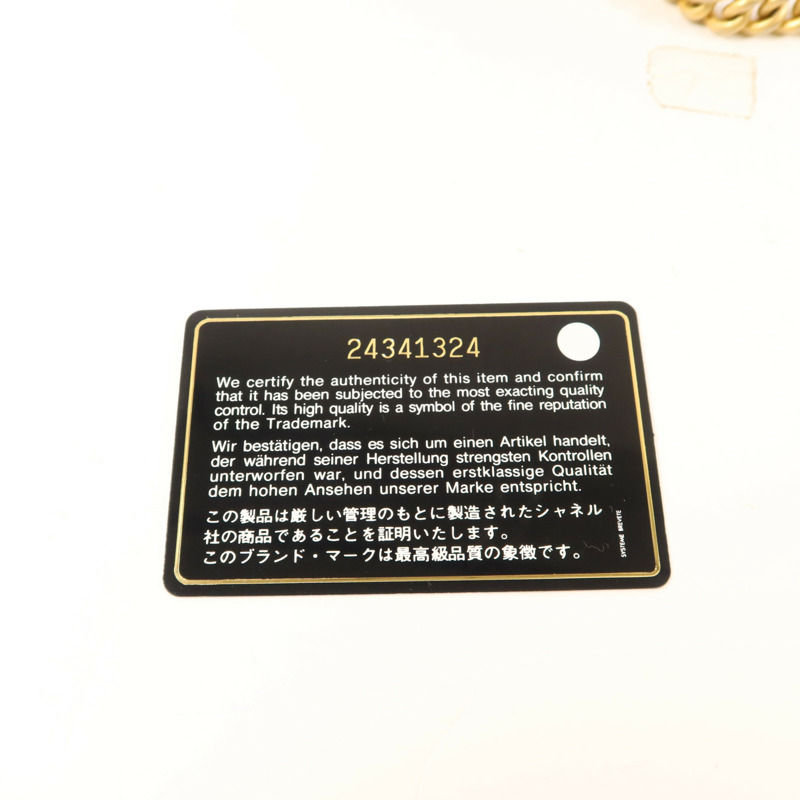 24341324
We certify the authenticity of this item and confirm
that it has been subjected to the most exacting quality
control. Its high quality is a symbol of the fine reputation
of the Trademark.
Wir bestätigen, dass es sich um einen Artikel handelt,
der während seiner Herstellung strengsten Kontrollen
unterworfen war, und dessen erstklassige Qualität
dem hohen Ansehen unserer Marke entspricht.
この製品は厳しい管理のもとに製造されたシャネル
社の商品であることを証明いたします。
このブランド・マークは最高級品質の象徴です。
SYSTEME BREVETE